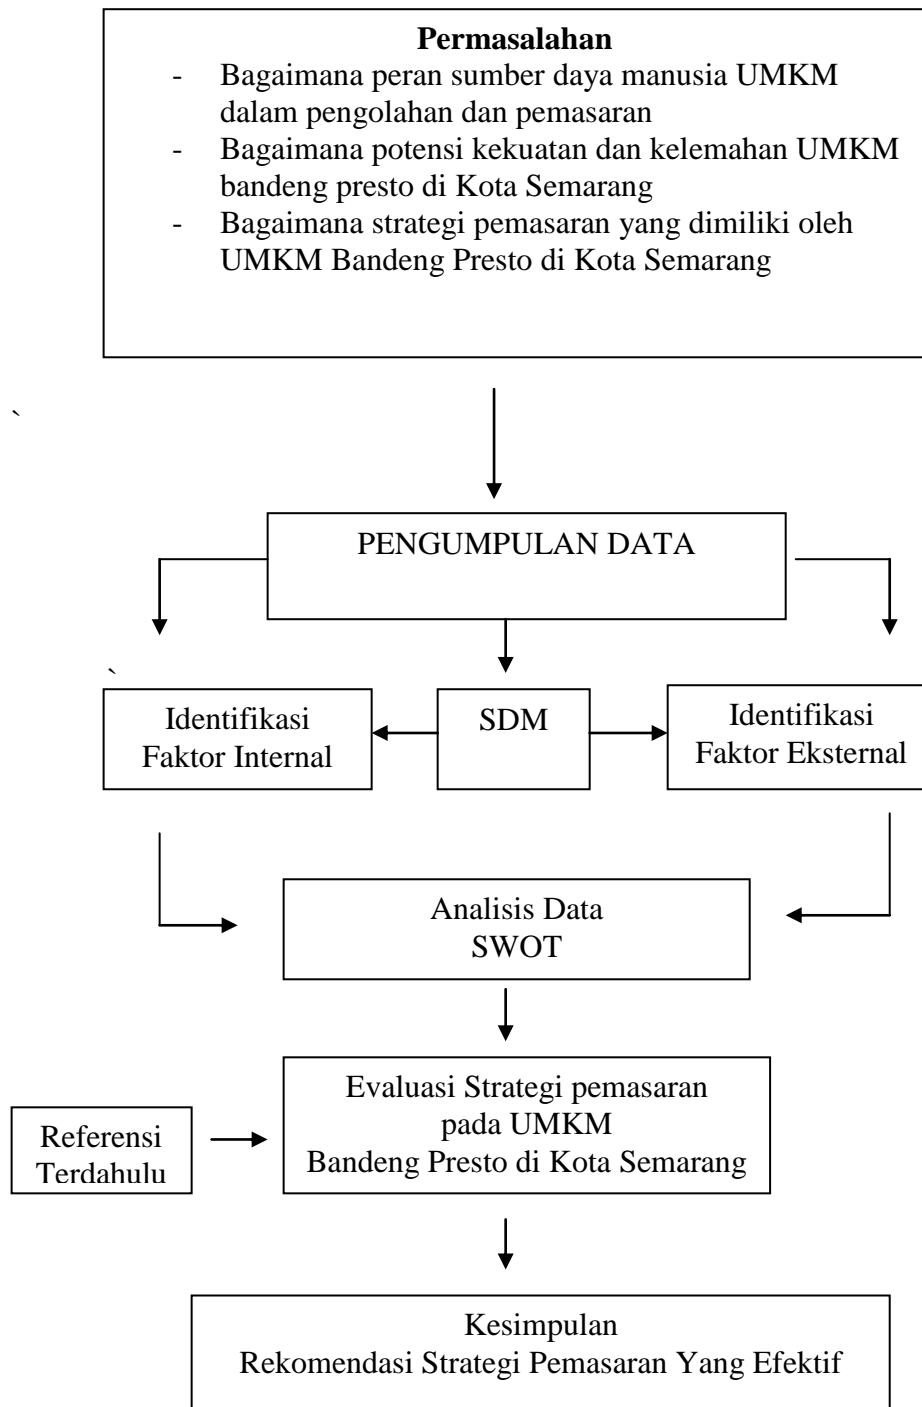 Permasalahan
- Bagaimana peran sumber daya manusia UMKM
dalam pengolahan dan pemasaran
- Bagaimana potensi kekuatan dan kelemahan UMKM
bandeng presto di Kota Semarang
- Bagaimana strategi pemasaran yang dimiliki oleh
UMKM Bandeng Presto di Kota Semarang
`
PENGUMPULAN DATA
`
Identifikasi
Faktor Internal
SDM
Identifikasi
Faktor Eksternal
Analisis Data
SWOT
Evaluasi Strategi pemasaran
pada UMKM
Bandeng Presto di Kota Semarang
Referensi
Terdahulu
Kesimpulan
Rekomendasi Strategi Pemasaran Yang Efektif